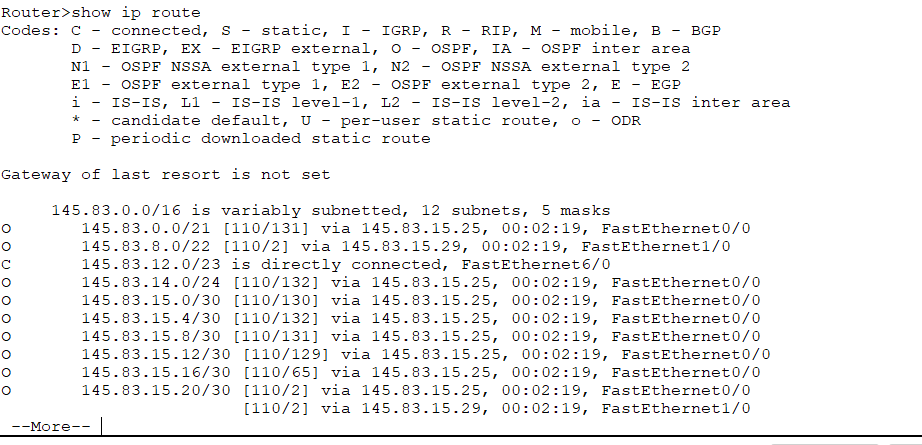 Router>show ip route
Codes: C - connected, S - static, I - IGRP, R - RIP, M - mobile, B - BGP
       D - EIGRP, EX - EIGRP external, O - OSPF, IA - OSPF inter area
       N1 - OSPF NSSA external type 1, N2 - OSPF NSSA external type 2
       E1 - OSPF external type 1, E2 - OSPF external type 2, E - EGP
       i - IS-IS, L1 - IS-IS level-1, L2 - IS-IS level-2, ia - IS-IS inter area
       * - candidate default, U - per-user static route, o - ODR
       P - periodic downloaded static route
Gateway of last resort is not set
     145.83.0.0/16 is variably subnetted, 12 subnets, 5 masks
O       145.83.0.0/21 [110/131] via 145.83.15.25, 00:02:19, FastEthernet0/0
O       145.83.8.0/22 [110/2] via 145.83.15.29, 00:02:19, FastEthernet1/0
C       145.83.12.0/23 is directly connected, FastEthernet6/0
O       145.83.14.0/24 [110/132] via 145.83.15.25, 00:02:19, FastEthernet0/0
O       145.83.15.0/30 [110/130] via 145.83.15.25, 00:02:19, FastEthernet0/0
O       145.83.15.4/30 [110/132] via 145.83.15.25, 00:02:19, FastEthernet0/0
O       145.83.15.8/30 [110/131] via 145.83.15.25, 00:02:19, FastEthernet0/0
O       145.83.15.12/30 [110/129] via 145.83.15.25, 00:02:19, FastEthernet0/0
O       145.83.15.16/30 [110/65] via 145.83.15.25, 00:02:19, FastEthernet0/0
O       145.83.15.20/30 [110/2] via 145.83.15.25, 00:02:19, FastEthernet0/0
                        [110/2] via 145.83.15.29, 00:02:19, FastEthernet1/0
 --More--